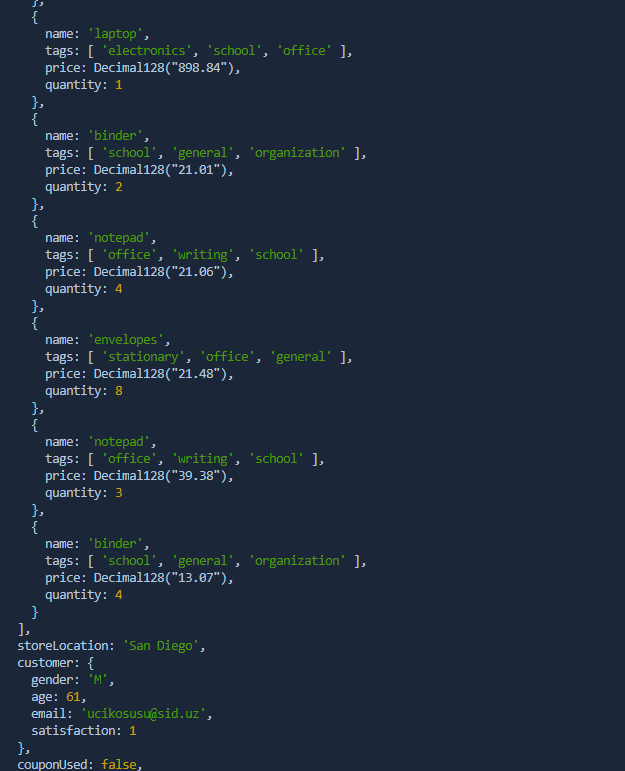 },
{
name: 'laptop',
tags: [ 'electronics', 'school', 'office' ],
price: Decimal128("898.84"),
quantity: 1
},
{
name: 'binder',
tags: [ 'school', 'general', 'organization' ],
price: Decimal128("21.01"),
quantity: 2
},
{
name: 'notepad',
tags: [ 'office', 'writing', 'school' ],
price: Decimal128("21.06"),
quantity: 4
},
{
name: 'envelopes',
tags: [ 'stationary', 'office', 'general' ],
price: Decimal128("21.48"),
quantity: 8
},
{
name: 'notepad',
tags: [ 'office', 'writing', 'school' ],
price: Decimal128("39.38"),
quantity: 3
},
{
name: 'binder',
tags: [ 'school', 'general', 'organization' ],
price: Decimal128("13.07"),
quantity: 4
}
],
storeLocation: 'San Diego',
customer: {
gender: 'M',
age: 61,
email: 'ucikosusu@sid.uz',
satisfaction: 1
},
couponUsed: false,